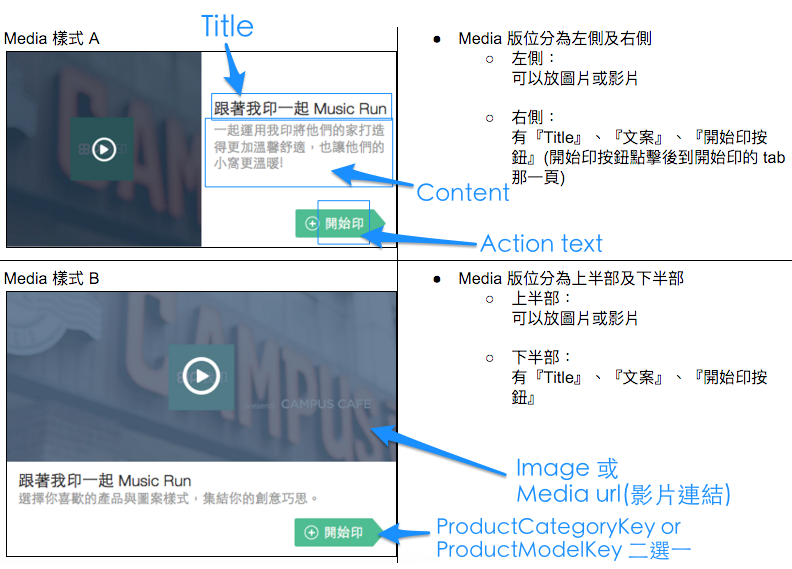 Title
Media 樣式 A
跟著我印一起 Music Run
一起運用我印將他們的家打造
得更加溫馨舒適，也讓他們的
小窩更溫暖!
Content
開始印
Action text
● Media 版位分為左側及右側
○ 左側：
可以放圖片或影片
○ 右側：
有『Title』、『文案』、『開始印按
鈕』(開始印按鈕點擊後到開始印的 tab
那一頁)
Media 樣式 B
CAMPUS
CAMPUS CAFE
跟著我印一起 Music Run
選擇你喜歡的產品與圖案樣式，集結你的創意巧思。
開始印
● Media 版位分為上半部及下半部
○ 上半部：
可以放圖片或影片
○ 下半部：
有『Title』、『文案』、『開始印按
鈕』
Image 或
Media url(影片連結)
ProductCategoryKey or
ProductModelKey 二選一